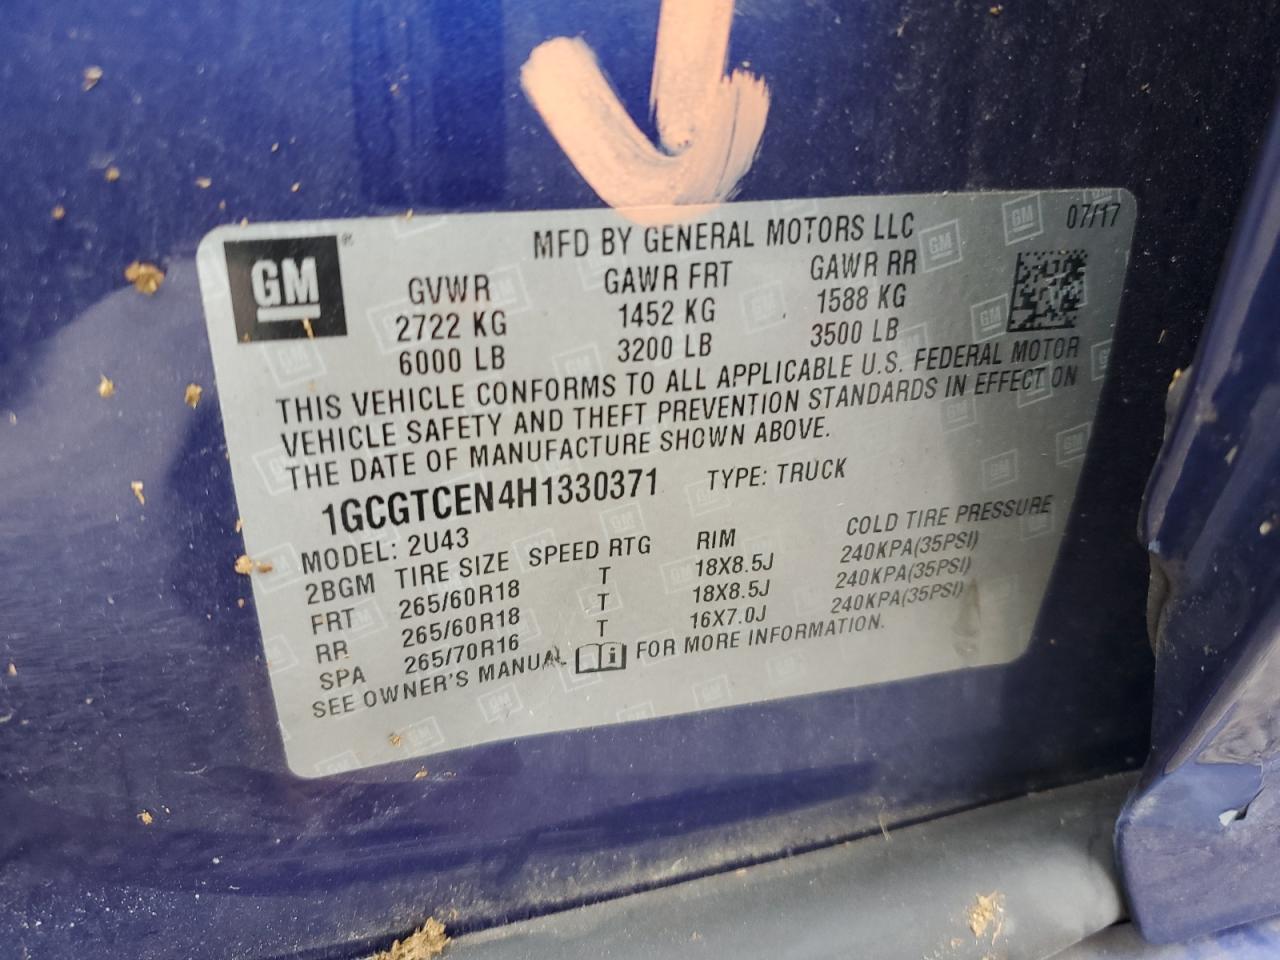 GM
MFD BY GENERAL MOTORS LLC
07/17
GVWR GAWR FRT GAWR RR
2722 KG 1452 KG 1588 KG
6000 LB 3200 LB 3500 LB
THIS VEHICLE CONFORMS TO ALL APPLICABLE U.S. FEDERAL MOTOR
VEHICLE SAFETY AND THEFT PREVENTION STANDARDS IN EFFECT ON
THE DATE OF MANUFACTURE SHOWN ABOVE.
1GCGTCEN4H1330371 TYPE: TRUCK
MODEL: 2U43
2BGM TIRE SIZE SPEED RTG RIM COLD TIRE PRESSURE
FRT 265/60R18 T 18X8.5J 240KPA(35PSI)
RR 265/60R18 T 18X8.5J 240KPA(35PSI)
SPA 265/70R16 T 16X7.0J 240KPA(35PSI)
SEE OWNER'S MANUAL FOR MORE INFORMATION.